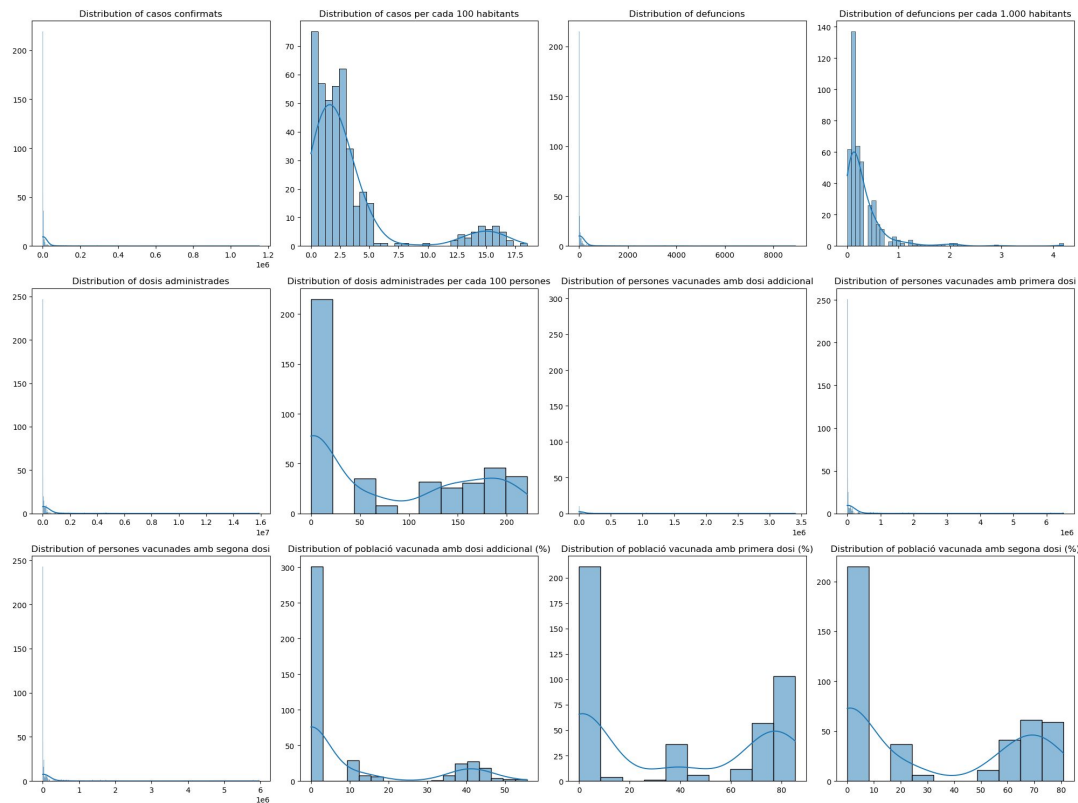 Distribution of casos confirmats
Distribution of casos per cada 100 habitants
Distribution of defuncions
Distribution of defuncions per cada 1.000 habitants
200
150
100
50
0
70
60
50
40
30
20
10
0
200
150
100
50
0
140
120
100
80
60
40
20
0
0.0 0.2 0.4 0.6 0.8 1.0 1.2
1e6
0.0 2.5 5.0 7.5 10.0 12.5 15.0 17.5
0 2000 4000 6000 8000
0 1 2 3 4
Distribution of dosis administrades
Distribution of dosis administrades per cada 100 persones
Distribution of persones vacunades amb dosi addicional
Distribution of persones vacunades amb primera dosi
250
200
150
100
50
0
200
150
100
50
0
300
250
200
150
100
50
0
250
200
150
100
50
0
0.0 0.2 0.4 0.6 0.8 1.0 1.2 1.4 1.6
1e7
0 50 100 150 200
0.0 0.5 1.0 1.5 2.0 2.5 3.0 3.5
1e6
0 1 2 3 4 5 6
1e6
Distribution of persones vacunades amb segona dosi
Distribution of població vacunada amb dosi addicional (%)
Distribution of població vacunada amb primera dosi (%)
Distribution of població vacunada amb segona dosi (%)
250
200
150
100
50
0
300
250
200
150
100
50
0
200
175
150
125
100
75
50
25
0
200
150
100
50
0
0 1 2 3 4 5 6
1e6
0 10 20 30 40 50
0 20 40 60 80
0 10 20 30 40 50 60 70 80